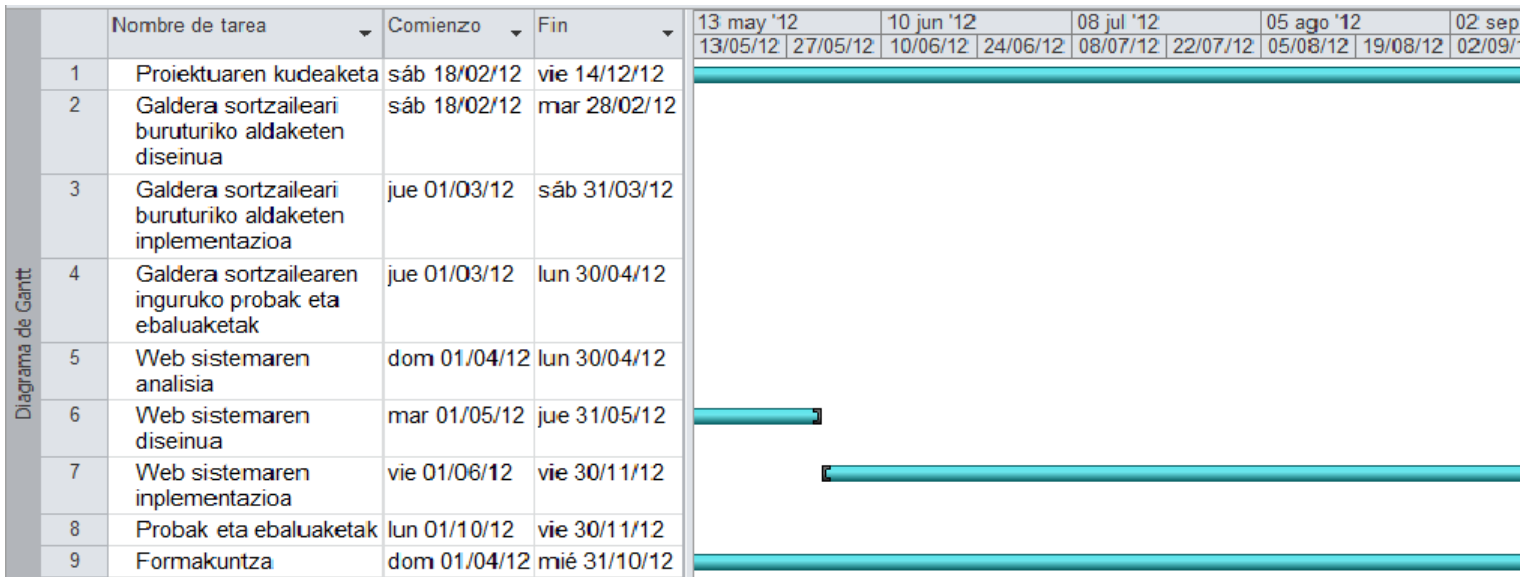 Nombre de tarea Comienzo Fin 13 may '12 10 jun '12 08 jul '12 05 ago '12 02 sep
13/05/12 27/05/12 10/06/12 24/06/12 08/07/12 22/07/12 05/08/12 19/08/12 02/09/1
1 Proiektuaren kudeaketa sáb 18/02/12 vie 14/12/12
2 Galdera sortzaileari sáb 18/02/12 mar 28/02/12
buruturiko aldaketen
diseinua
3 Galdera sortzaileari jue 01/03/12 sáb 31/03/12
buruturiko aldaketen
inplementazioa
4 Galdera sortzailearen jue 01/03/12 lun 30/04/12
inguruko probak eta
ebaluaketak
5 Web sistemaren dom 01/04/12 lun 30/04/12
analisia
6 Web sistemaren mar 01/05/12 jue 31/05/12
diseinua
7 Web sistemaren vie 01/06/12 vie 30/11/12
inplementazioa
8 Probak eta ebaluaketak lun 01/10/12 vie 30/11/12
9 Formakuntza dom 01/04/12 mié 31/10/12
Diagrama de Gantt